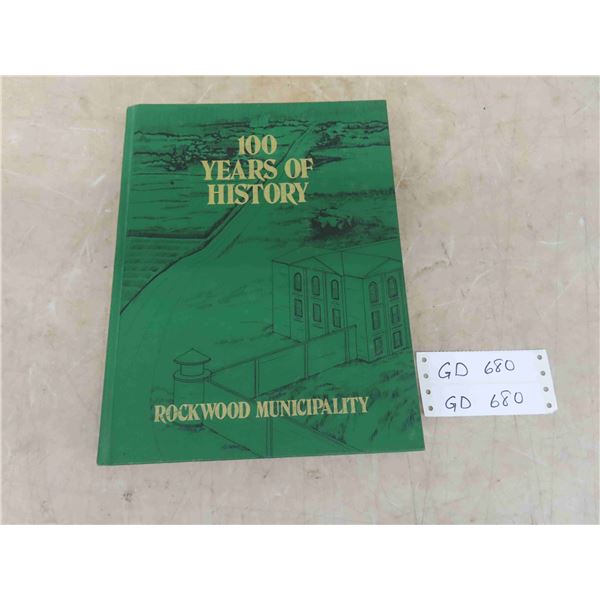 100
YEARS OF
HISTORY
ROCKWOOD MUNICIPALITY
GD 680
GD 680